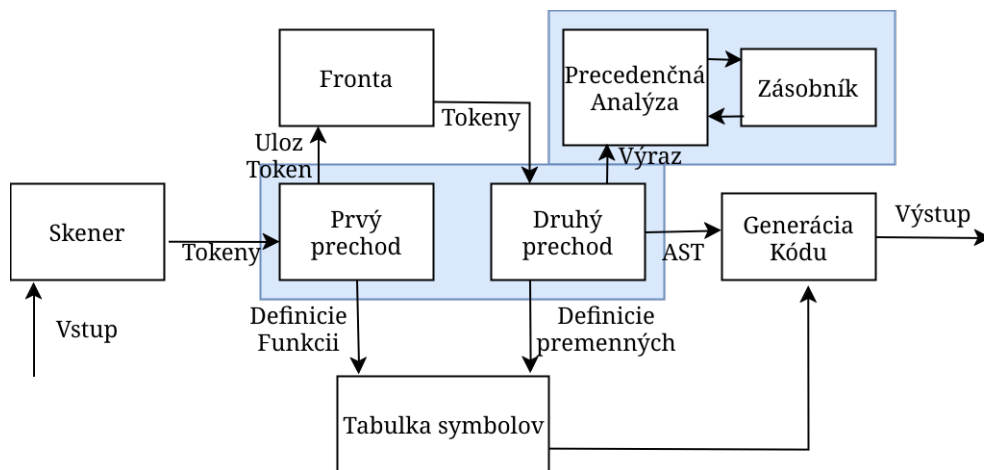 Fronta
Precedenčná
Analýza
Zásobník
Tokeny
Uloz
Token
Výraz
Skener
Prvý
prechod
Druhý
prechod
Generácia
Kódu
Výstup
Tokeny
AST
Vstup
Definicie
Funkcii
Definicie
premenných
Tabulka symbolov